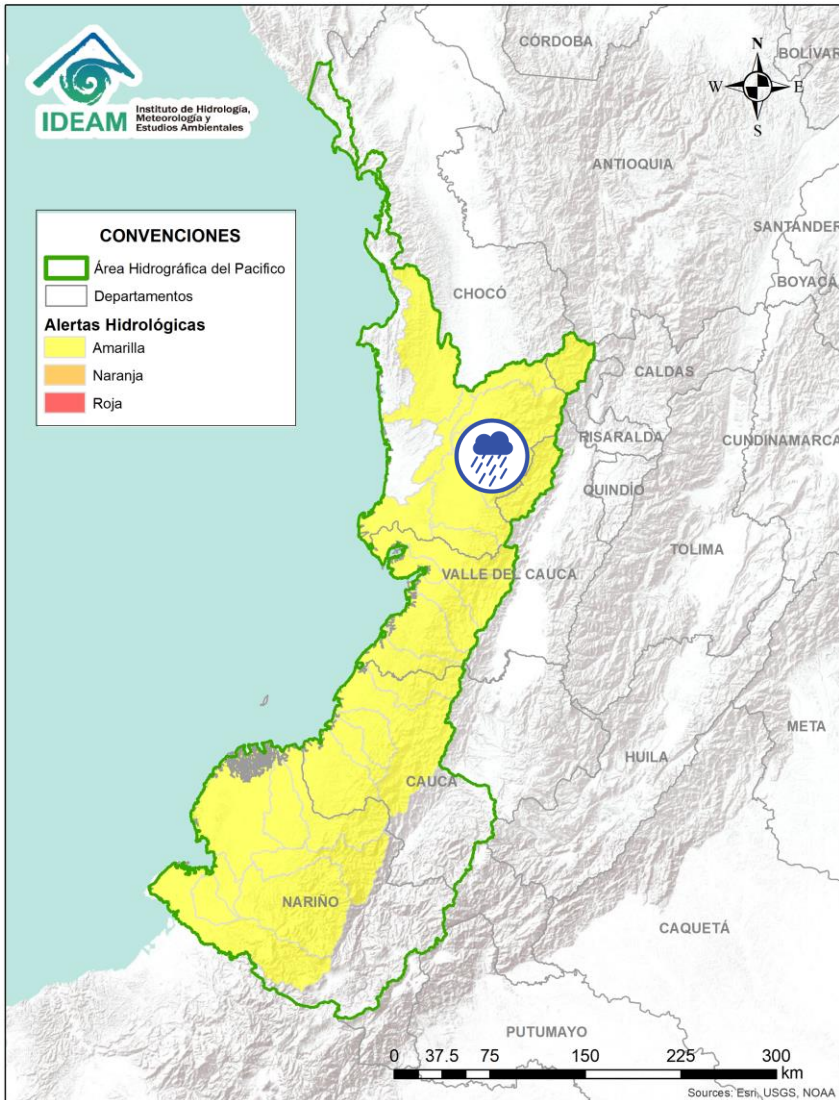 IDEAM
Instituto de Hidrología,
Meteorología y
Estudios Ambientales
CONVENCIONES
Área Hidrográfica del Pacifico
Departamentos
Alertas Hidrológicas
Amarilla
Naranja
Roja
N
W
E
S
CÓRDOBA
BOLÍVAR
ANTIOQUIA
SANTANDER
BOYACÁ
CHOCÓ
CALDAS
RISARALDA
CUNDINAMARCA
QUINDÍO
TOLIMA
VALLE DEL CAUCA
META
HUILA
CAUCA
NARIÑO
CAQUETÁ
PUTUMAYO
0 37.5 75 150 225 300
km
Sources: Esri, USGS, NOAA